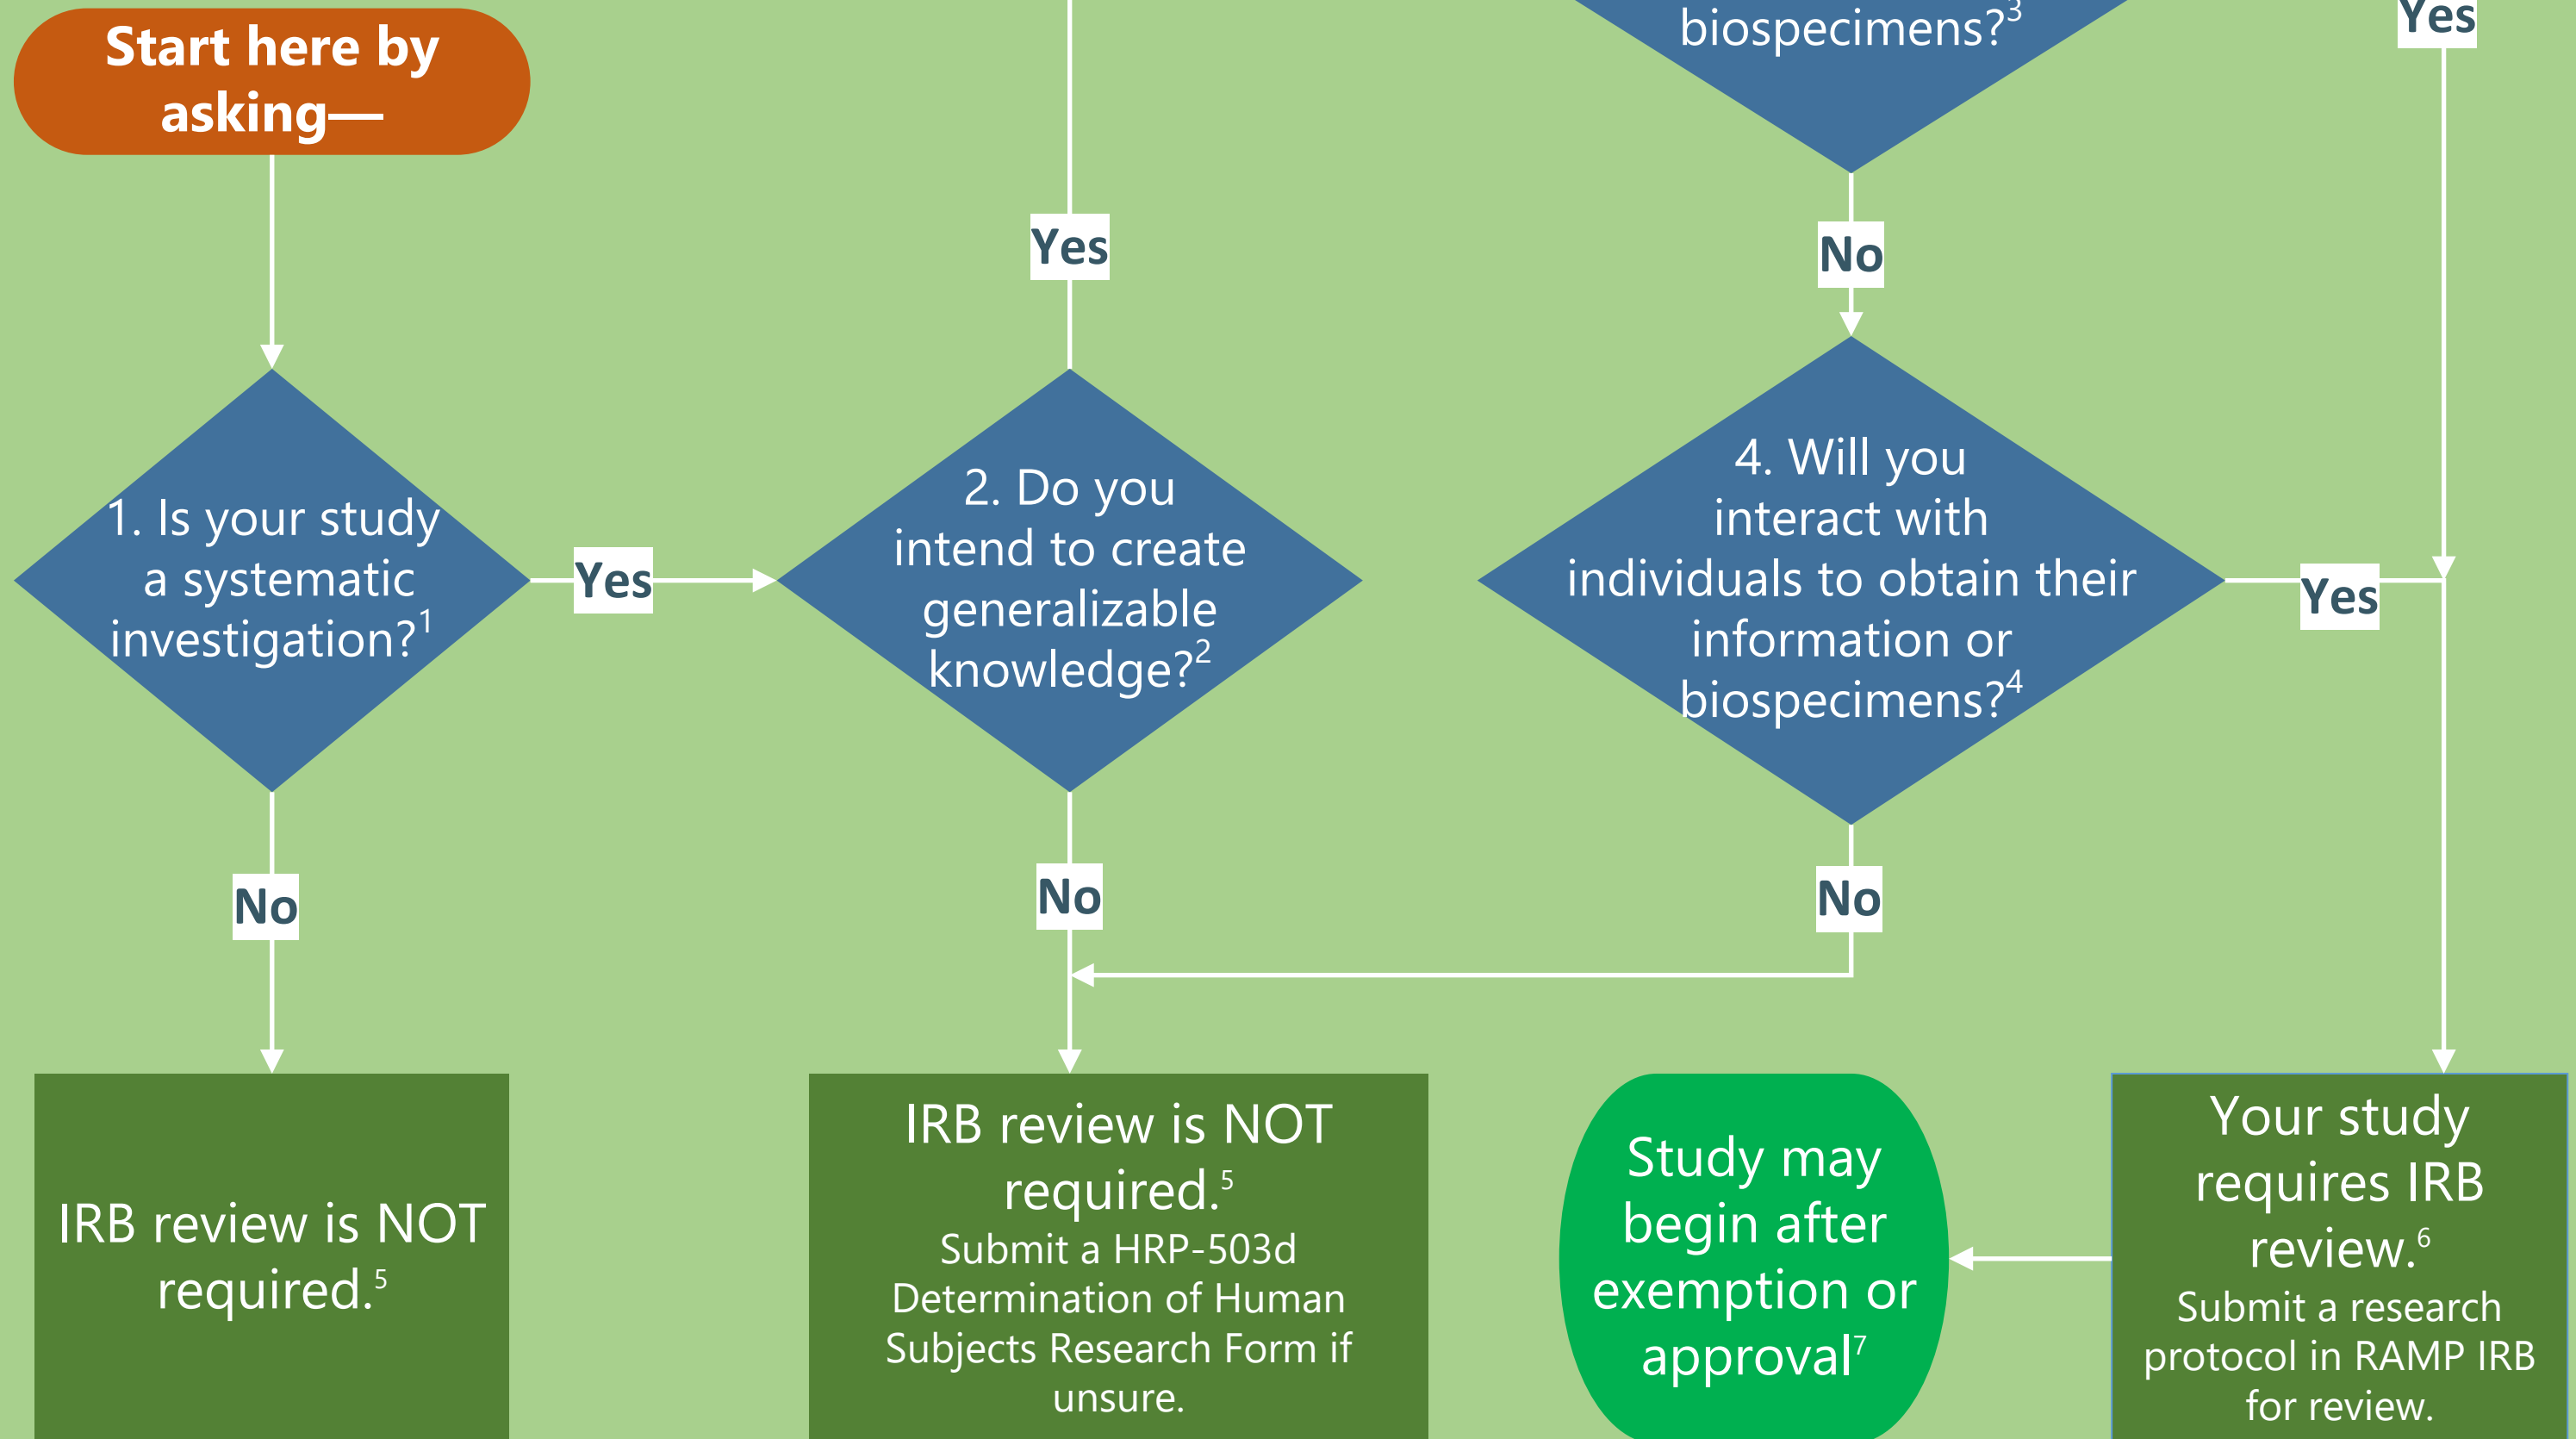 Start here by
asking—
biospecimens?³
Yes
Yes
No
1. Is your study
a systematic
investigation?¹
Yes
2. Do you
intend to create
generalizable
knowledge?²
4. Will you
interact with
individuals to obtain their
information or
biospecimens?⁴
Yes
No
No
No
IRB review is NOT
required.⁵
IRB review is NOT
required.⁵
Submit a HRP-503d
Determination of Human
Subjects Research Form if
unsure.
Study may
begin after
exemption or
approval⁷
Your study
requires IRB
review.⁶
Submit a research
protocol in RAMP IRB
for review.